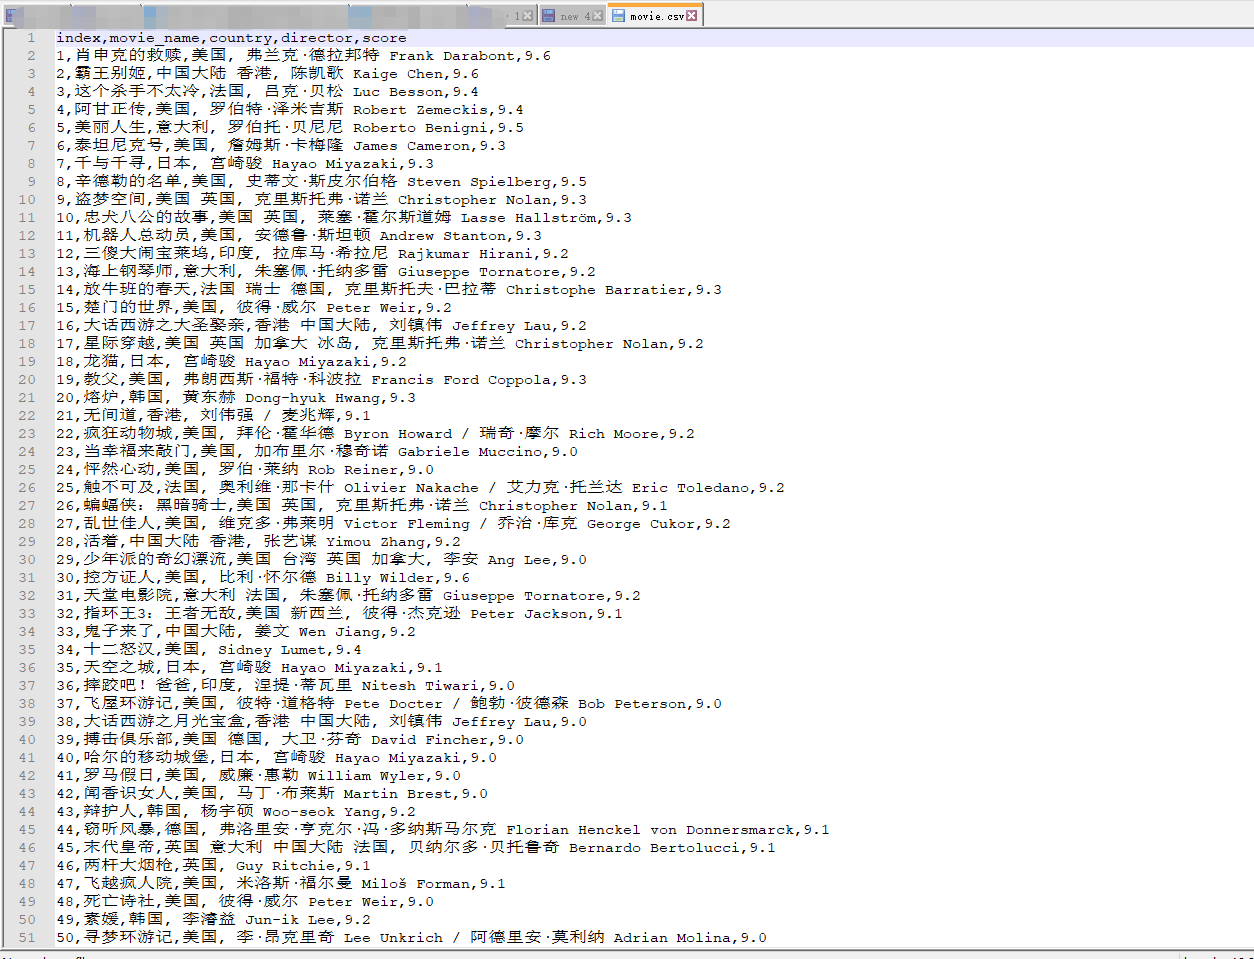 1
new 4
movie.csv
1 index,movie_name,country,director,score
2 1,肖申克的救赎,美国, 弗兰克·德拉邦特 Frank Darabont,9.6
3 2,霸王别姬,中国大陆 香港, 陈凯歌 Kaige Chen,9.6
4 3,这个杀手不太冷,法国, 吕克·贝松 Luc Besson,9.4
5 4,阿甘正传,美国, 罗伯特·泽米吉斯 Robert Zemeckis,9.4
6 5,美丽人生,意大利, 罗伯托·贝尼尼 Roberto Benigni,9.5
7 6,泰坦尼克号,美国, 詹姆斯·卡梅隆 James Cameron,9.3
8 7,千与千寻,日本, 宫崎骏 Hayao Miyazaki,9.3
9 8,辛德勒的名单,美国, 史蒂文·斯皮尔伯格 Steven Spielberg,9.5
10 9,盗梦空间,美国 英国, 克里斯托弗·诺兰 Christopher Nolan,9.3
11 10,忠犬八公的故事,美国 英国, 莱塞·霍尔斯道姆 Lasse Hallström,9.3
12 11,机器人总动员,美国, 安德鲁·斯坦顿 Andrew Stanton,9.3
13 12,三傻大闹宝莱坞,印度, 拉库马·希拉尼 Rajkumar Hirani,9.2
14 13,海上钢琴师,意大利, 朱塞佩·托纳多雷 Giuseppe Tornatore,9.2
15 14,放牛班的春天,法国 瑞士 德国, 克里斯托夫·巴拉蒂 Christophe Barratier,9.3
16 15,楚门的世界,美国, 彼得·威尔 Peter Weir,9.2
17 16,大话西游之大圣娶亲,香港 中国大陆, 刘镇伟 Jeffrey Lau,9.2
18 17,星际穿越,美国 英国 加拿大 冰岛, 克里斯托弗·诺兰 Christopher Nolan,9.2
19 18,龙猫,日本, 宫崎骏 Hayao Miyazaki,9.2
20 19,教父,美国, 弗朗西斯·福特·科波拉 Francis Ford Coppola,9.3
21 20,熔炉,韩国, 黄东赫 Dong-hyuk Hwang,9.3
22 21,无间道,香港, 刘伟强 / 麦兆辉,9.1
23 22,疯狂动物城,美国, 拜伦·霍华德 Byron Howard / 瑞奇·摩尔 Rich Moore,9.2
24 23,当幸福来敲门,美国, 加布里尔·穆奇诺 Gabriele Muccino,9.0
25 24,怦然心动,美国, 罗伯·莱纳 Rob Reiner,9.0
26 25,触不可及,法国, 奥利维·那卡什 Olivier Nakache / 艾力克·托兰达 Eric Toledano,9.2
27 26,蝙蝠侠：黑暗骑士,美国 英国, 克里斯托弗·诺兰 Christopher Nolan,9.1
28 27,乱世佳人,美国, 维克多·弗莱明 Victor Fleming / 乔治·库克 George Cukor,9.2
29 28,活着,中国大陆 香港, 张艺谋 Yimou Zhang,9.2
30 29,少年派的奇幻漂流,美国 台湾 英国 加拿大, 李安 Ang Lee,9.0
31 30,控方证人,美国, 比利·怀尔德 Billy Wilder,9.6
32 31,天堂电影院,意大利 法国, 朱塞佩·托纳多雷 Giuseppe Tornatore,9.2
33 32,指环王3：王者无敌,美国 新西兰, 彼得·杰克逊 Peter Jackson,9.1
34 33,鬼子来了,中国大陆, 姜文 Wen Jiang,9.2
35 34,十二怒汉,美国, Sidney Lumet,9.4
36 35,天空之城,日本, 宫崎骏 Hayao Miyazaki,9.1
37 36,摔跤吧！爸爸,印度, 涅提·蒂瓦里 Nitesh Tiwari,9.0
38 37,飞屋环游记,美国, 彼特·道格特 Pete Docter / 鲍勃·彼德森 Bob Peterson,9.0
39 38,大话西游之月光宝盒,香港 中国大陆, 刘镇伟 Jeffrey Lau,9.0
40 39,搏击俱乐部,美国 德国, 大卫·芬奇 David Fincher,9.0
41 40,哈尔的移动城堡,日本, 宫崎骏 Hayao Miyazaki,9.0
42 41,罗马假日,美国, 威廉·惠勒 William Wyler,9.0
43 42,闻香识女人,美国, 马丁·布莱斯 Martin Brest,9.0
44 43,辩护人,韩国, 杨宇硕 Woo-seok Yang,9.2
45 44,窃听风暴,德国, 弗洛里安·亨克尔·冯·多纳斯马尔克 Florian Henckel von Donnersmarck,9.1
46 45,末代皇帝,英国 意大利 中国大陆 法国, 贝纳尔多·贝托鲁奇 Bernardo Bertolucci,9.1
47 46,两杆大烟枪,英国, Guy Ritchie,9.1
48 47,飞越疯人院,美国, 米洛斯·福尔曼 Miloš Forman,9.1
49 48,死亡诗社,美国, 彼得·威尔 Peter Weir,9.0
50 49,素媛,韩国, 李濬益 Jun-ik Lee,9.2
51 50,寻梦环游记,美国, 李·昂克里奇 Lee Unkrich / 阿德里安·莫利纳 Adrian Molina,9.0